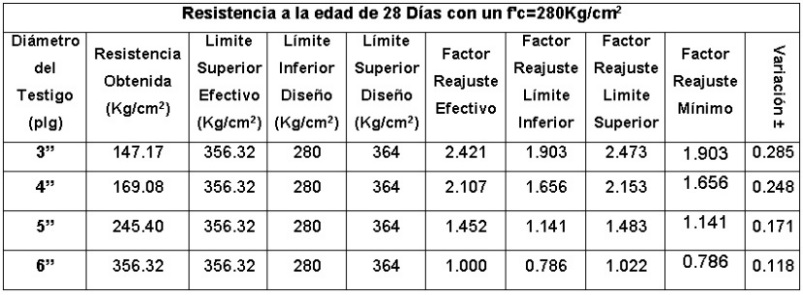 Resistencia a la edad de 28 Días con un f'c=280Kg/cm²
Diámetro del Testigo (plg) | Resistencia Obtenida (Kg/cm²) | Limite Superior Efectivo (Kg/cm²) | Límite Inferior Diseño (Kg/cm²) | Límite Superior Diseño (Kg/cm²) | Factor Reajuste Efectivo | Factor Reajuste Límite Inferior | Factor Reajuste Limite Superior | Factor Reajuste Mínimo | Variación ±
3” | 147.17 | 356.32 | 280 | 364 | 2.421 | 1.903 | 2.473 | 1.903 | 0.285
4” | 169.08 | 356.32 | 280 | 364 | 2.107 | 1.656 | 2.153 | 1.656 | 0.248
5” | 245.40 | 356.32 | 280 | 364 | 1.452 | 1.141 | 1.483 | 1.141 | 0.171
6” | 356.32 | 356.32 | 280 | 364 | 1.000 | 0.786 | 1.022 | 0.786 | 0.118